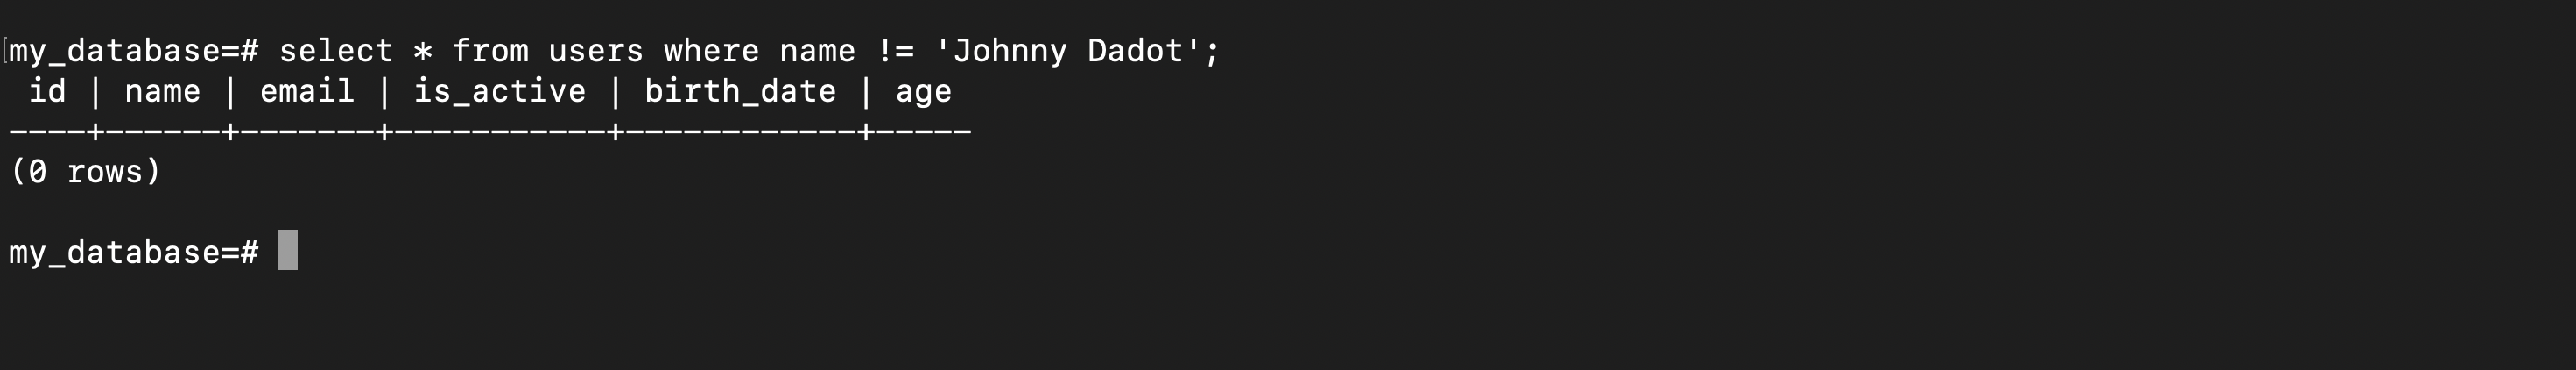 my_database=# select * from users where name != 'Johnny Dadot';
 id | name | email | is_active | birth_date | age
----+------+-------+-----------+------------+-----
(0 rows)
my_database=#